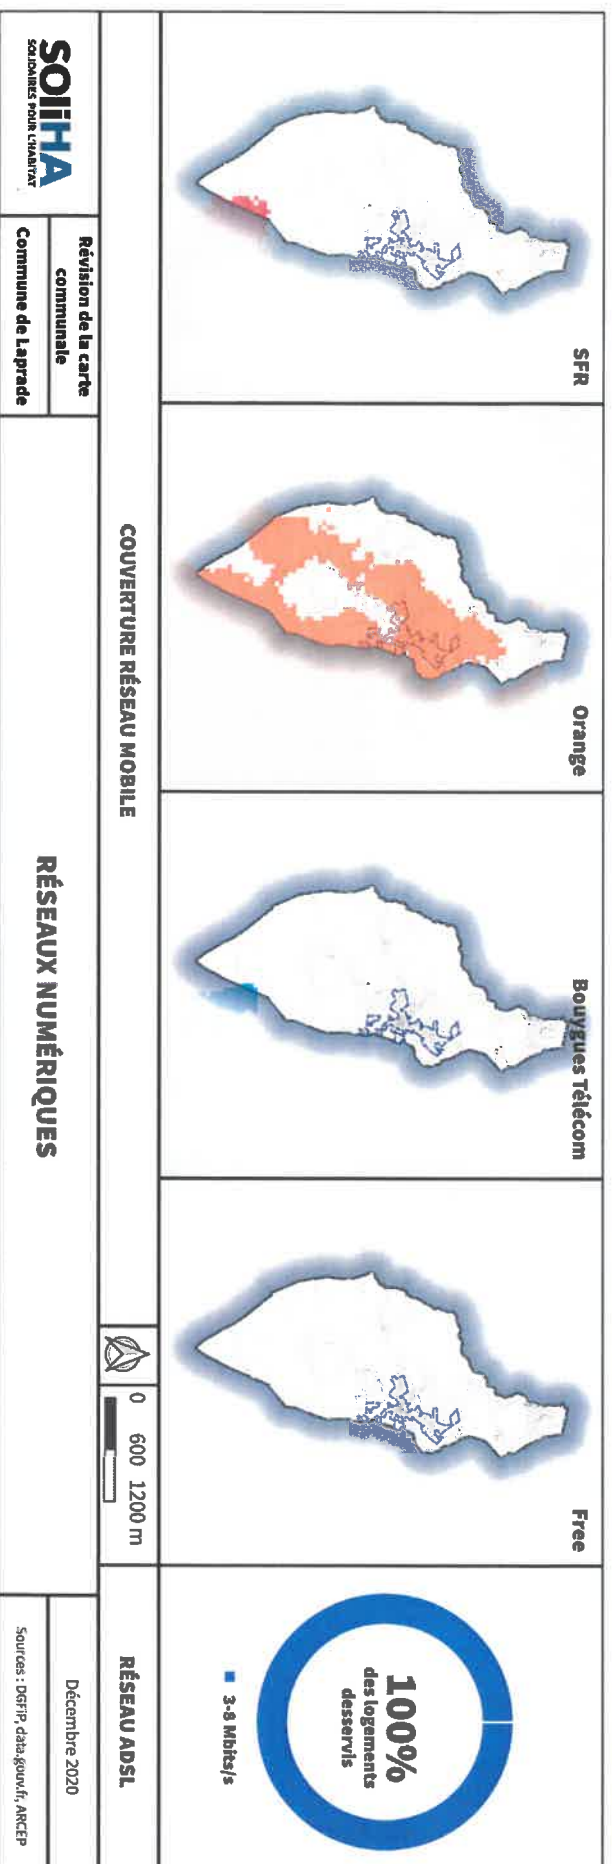 SFR
Orange
Bouygues Télécom
Free
100%
des logements
desservis
3-8 Mbits/s
COUVERTURE RÉSEAU MOBILE
0 600 1200 m
RÉSEAU ADSL
SOliHA
SOLIDAIRES POUR L'HABITAT
Révision de la carte
communale
Commune de Laprade
RÉSEAUX NUMÉRIQUES
Décembre 2020
Sources : DGFiP, data.gouv.fr, ARCEP